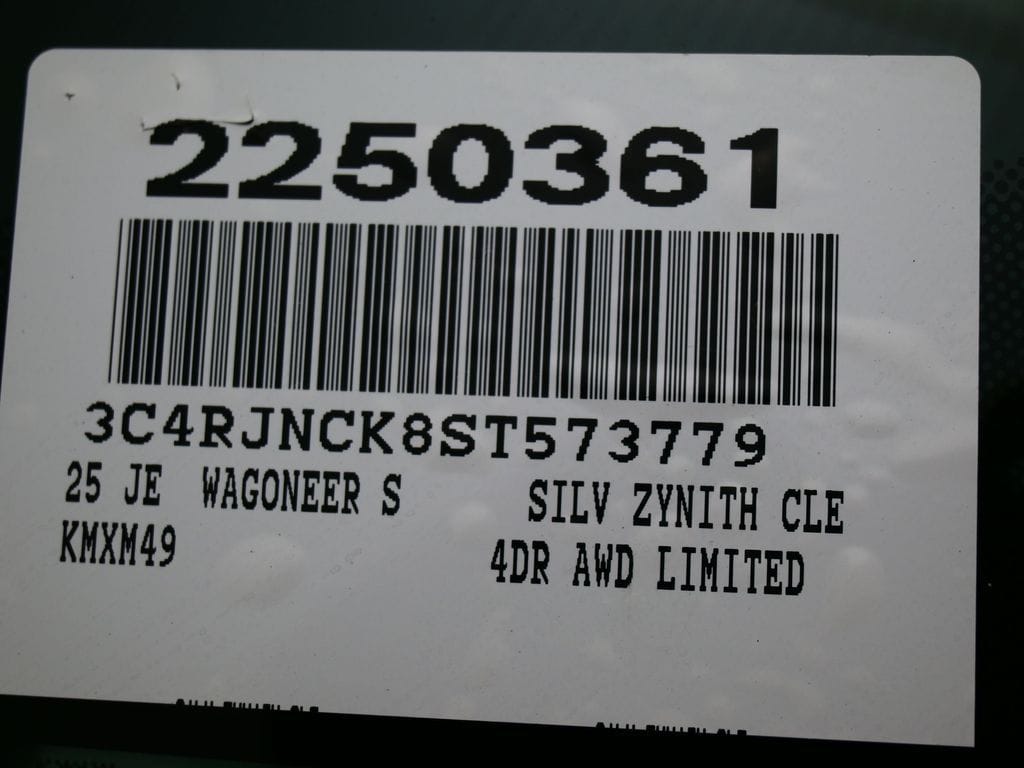 2250361
3C4RJNCK8ST573779
25 JE WAGONEER S SILV ZYNITH CLE
KMXM49 4DR AWD LIMITED